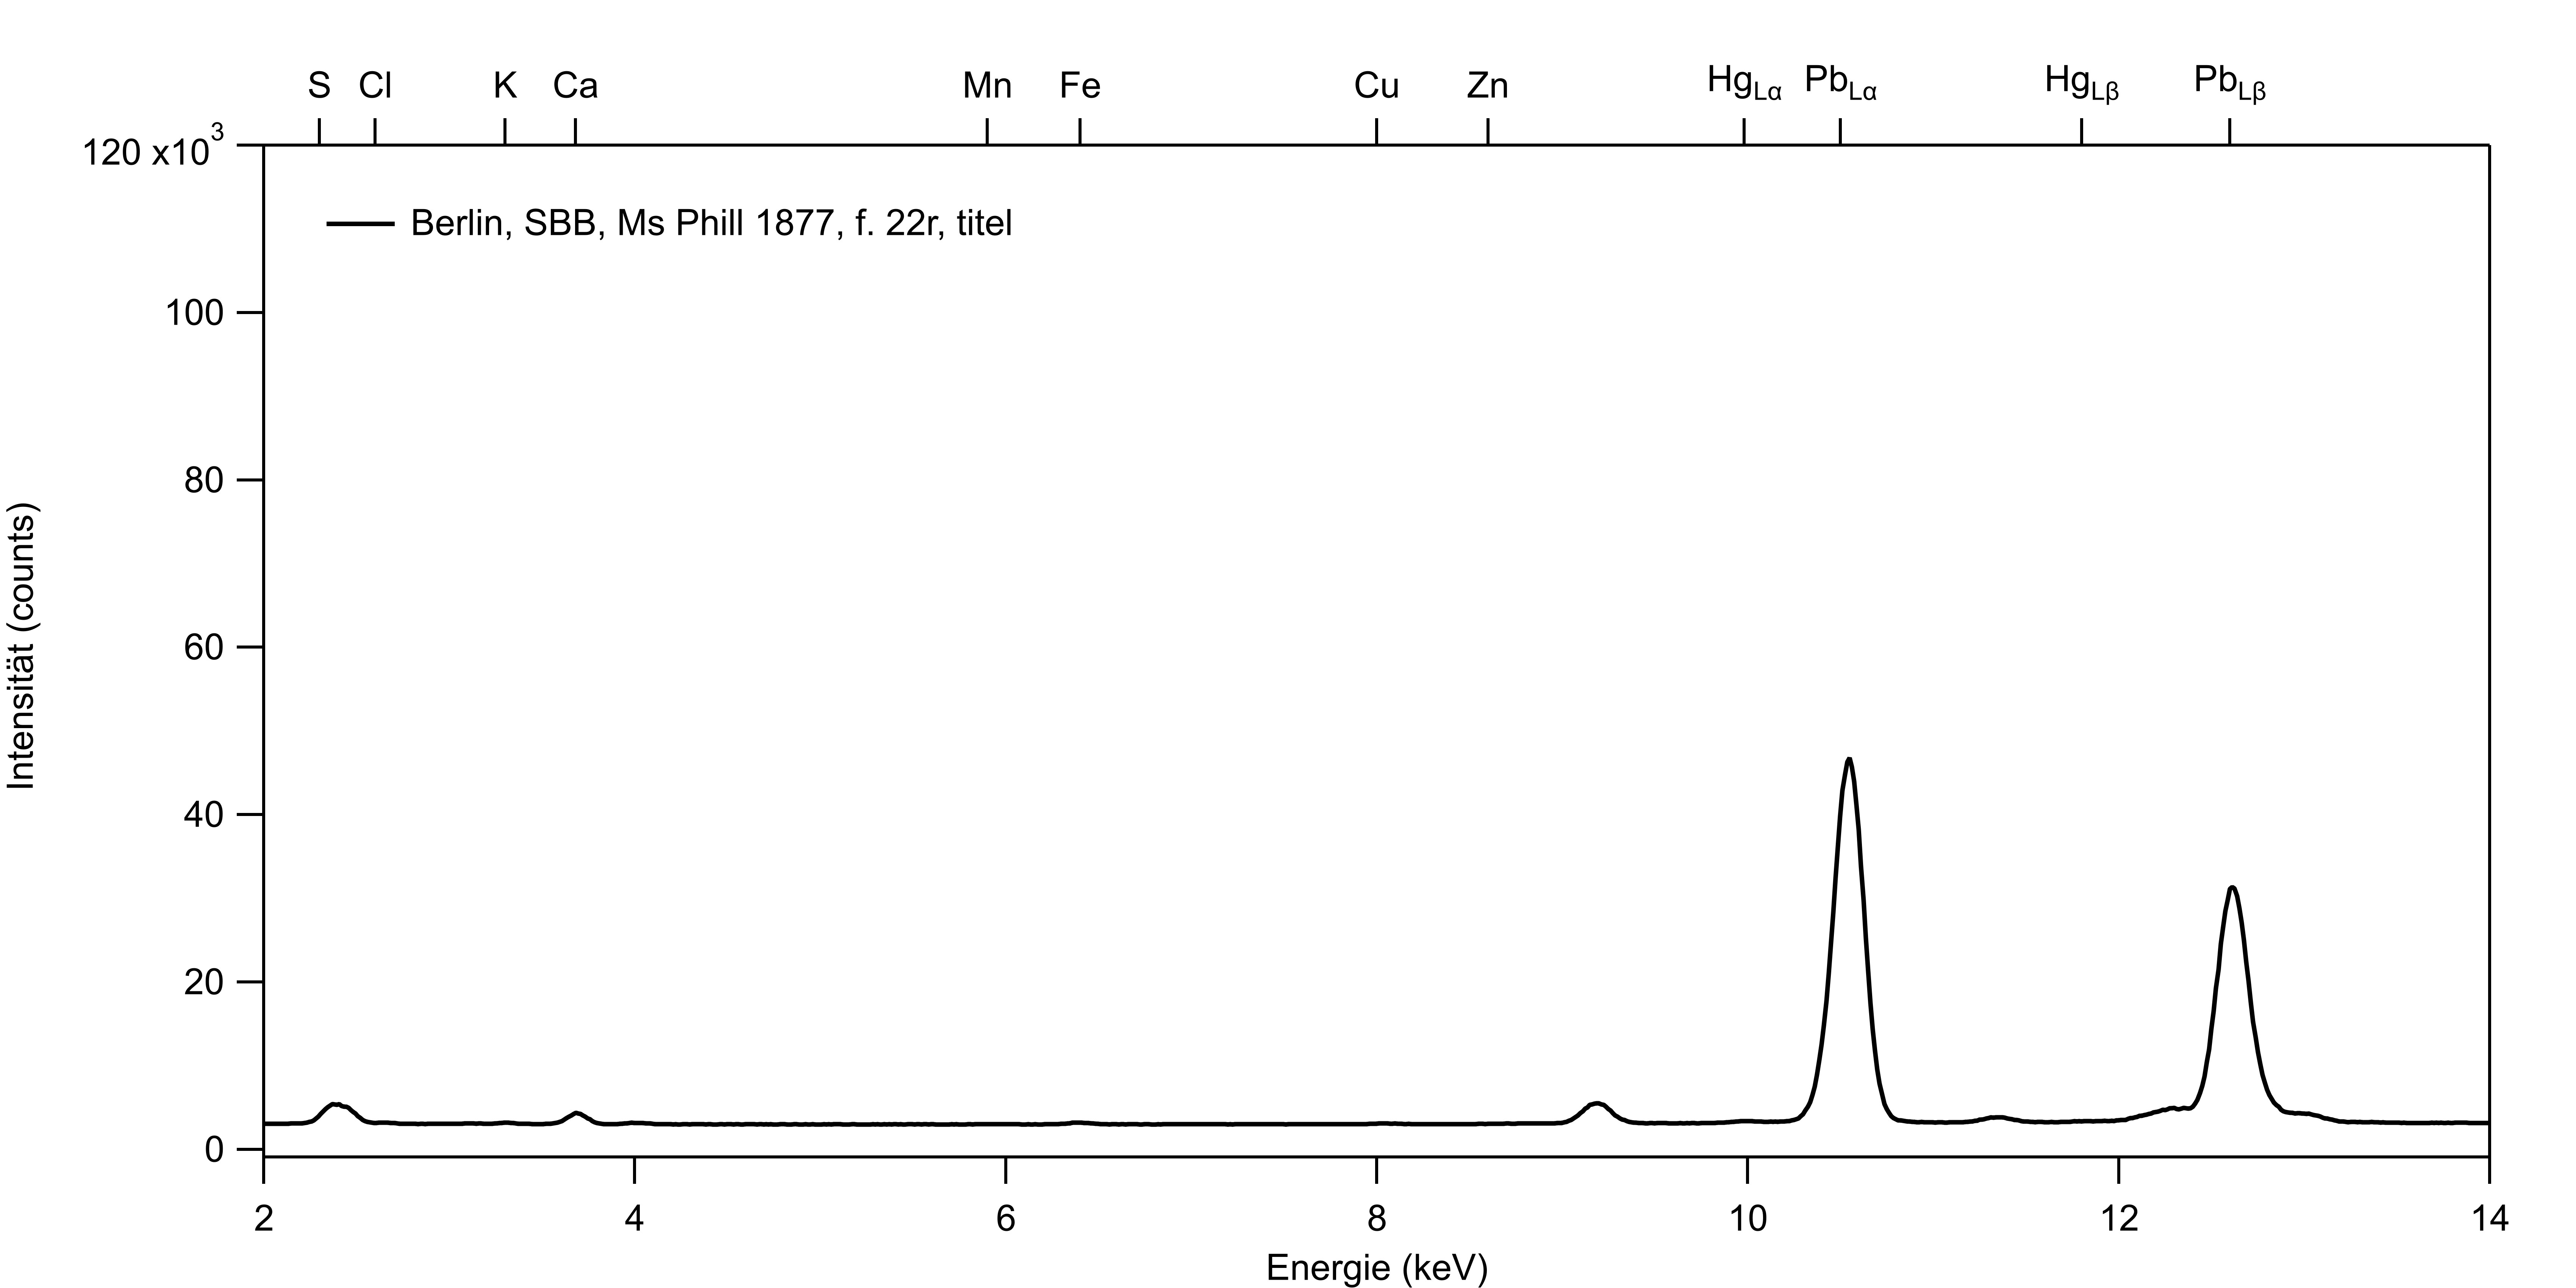 S Cl K Ca Mn Fe Cu Zn HgLα PbLα HgLβ PbLβ
120 x10³
Berlin, SBB, Ms Phill 1877, f. 22r, titel
100
80
60
40
20
0
Intensität (counts)
2 4 6 8 10 12 14
Energie (keV)